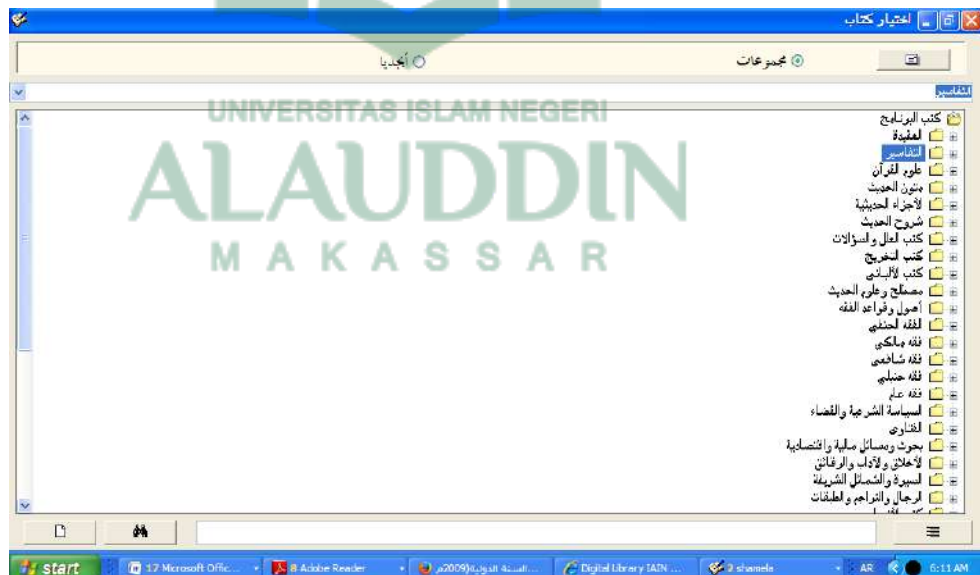 اختيار كتاب
مجموعات
أبجديا
التفاسير
UNIVERSITAS ISLAM NEGERI
ALAUDDIN
MAKASSAR
كتب البرنامج
العقيدة
التفاسير
علوم القرآن
متون الحديث
الأجزاء الحديثية
شروح الحديث
كتب العلل والسؤالات
كتب التخريج
كتب الألباني
مصطلح وعلوم الحديث
أصول وقواعد الفقه
الفقه الحنفي
فقه مالكي
فقه شافعي
فقه حنبلي
فقه عام
السياسة الشرعية والقضاء
الفتاوى
بحوث ومسائل مالية واقتصادية
الأخلاق والآداب والرقائق
السيرة والشمائل الشريفة
الرجال والتراجم والطبقات
start
17 Microsoft Offic...
8 Adobe Reader
السنة الدولية(2009م...
Digital Library IAIN ...
2 shamela
AR
6:11 AM